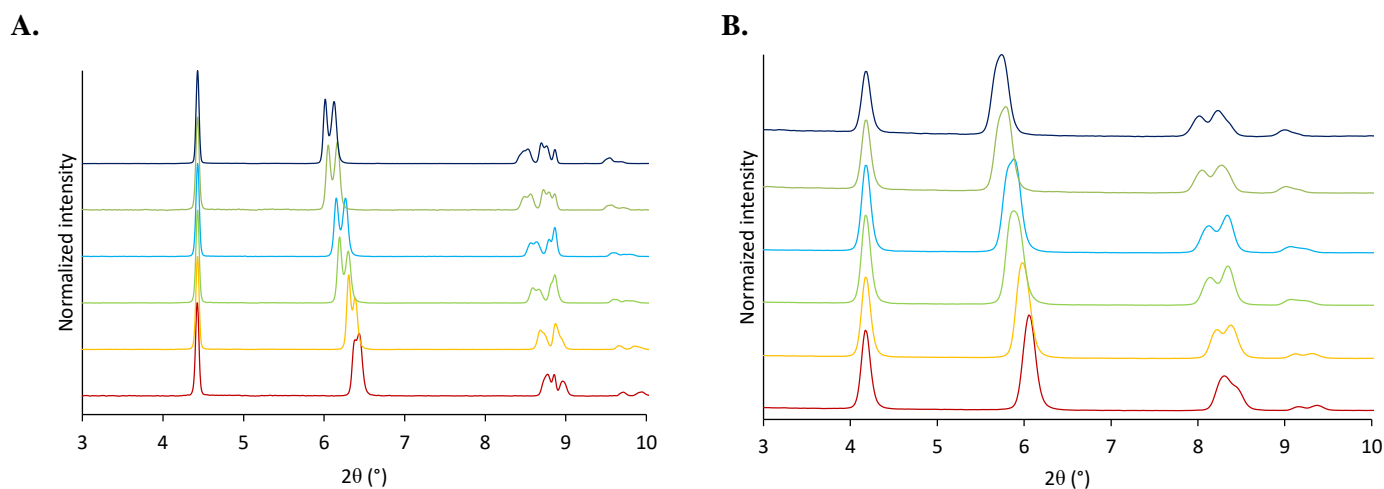 A.
Normalized intensity
3 4 5 6 7 8 9 10
2θ (°)
B.
Normaized intensity
3 4 5 6 7 8 9 10
2θ (°)